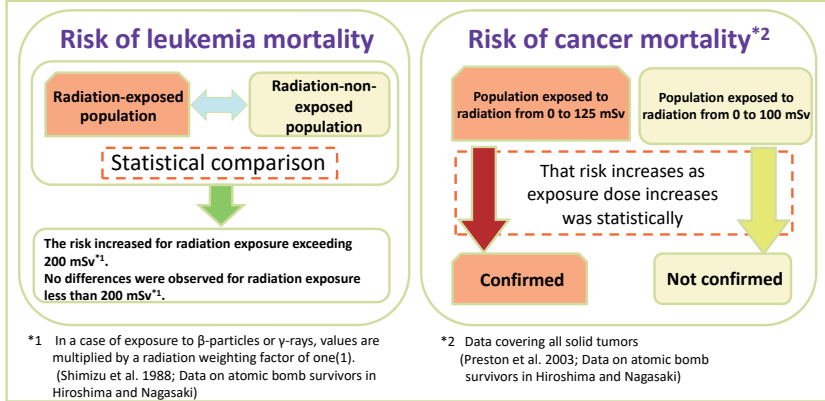 Risk of leukemia mortality
Radiation-exposed
population
Radiation-non-
exposed
population
Statistical comparison
The risk increased for radiation exposure exceeding
200 mSv*1.
No differences were observed for radiation exposure
less than 200 mSv*1.
*1 In a case of exposure to β-particles or γ-rays, values are
multiplied by a radiation weighting factor of one(1).
(Shimizu et al. 1988; Data on atomic bomb survivors in
Hiroshima and Nagasaki)
Risk of cancer mortality*2
Population exposed to
radiation from 0 to 125 mSv
Population exposed to
radiation from 0 to 100 mSv
That risk increases as
exposure dose increases
was statistically
Confirmed
Not confirmed
*2 Data covering all solid tumors
(Preston et al. 2003; Data on atomic bomb
survivors in Hiroshima and Nagasaki)